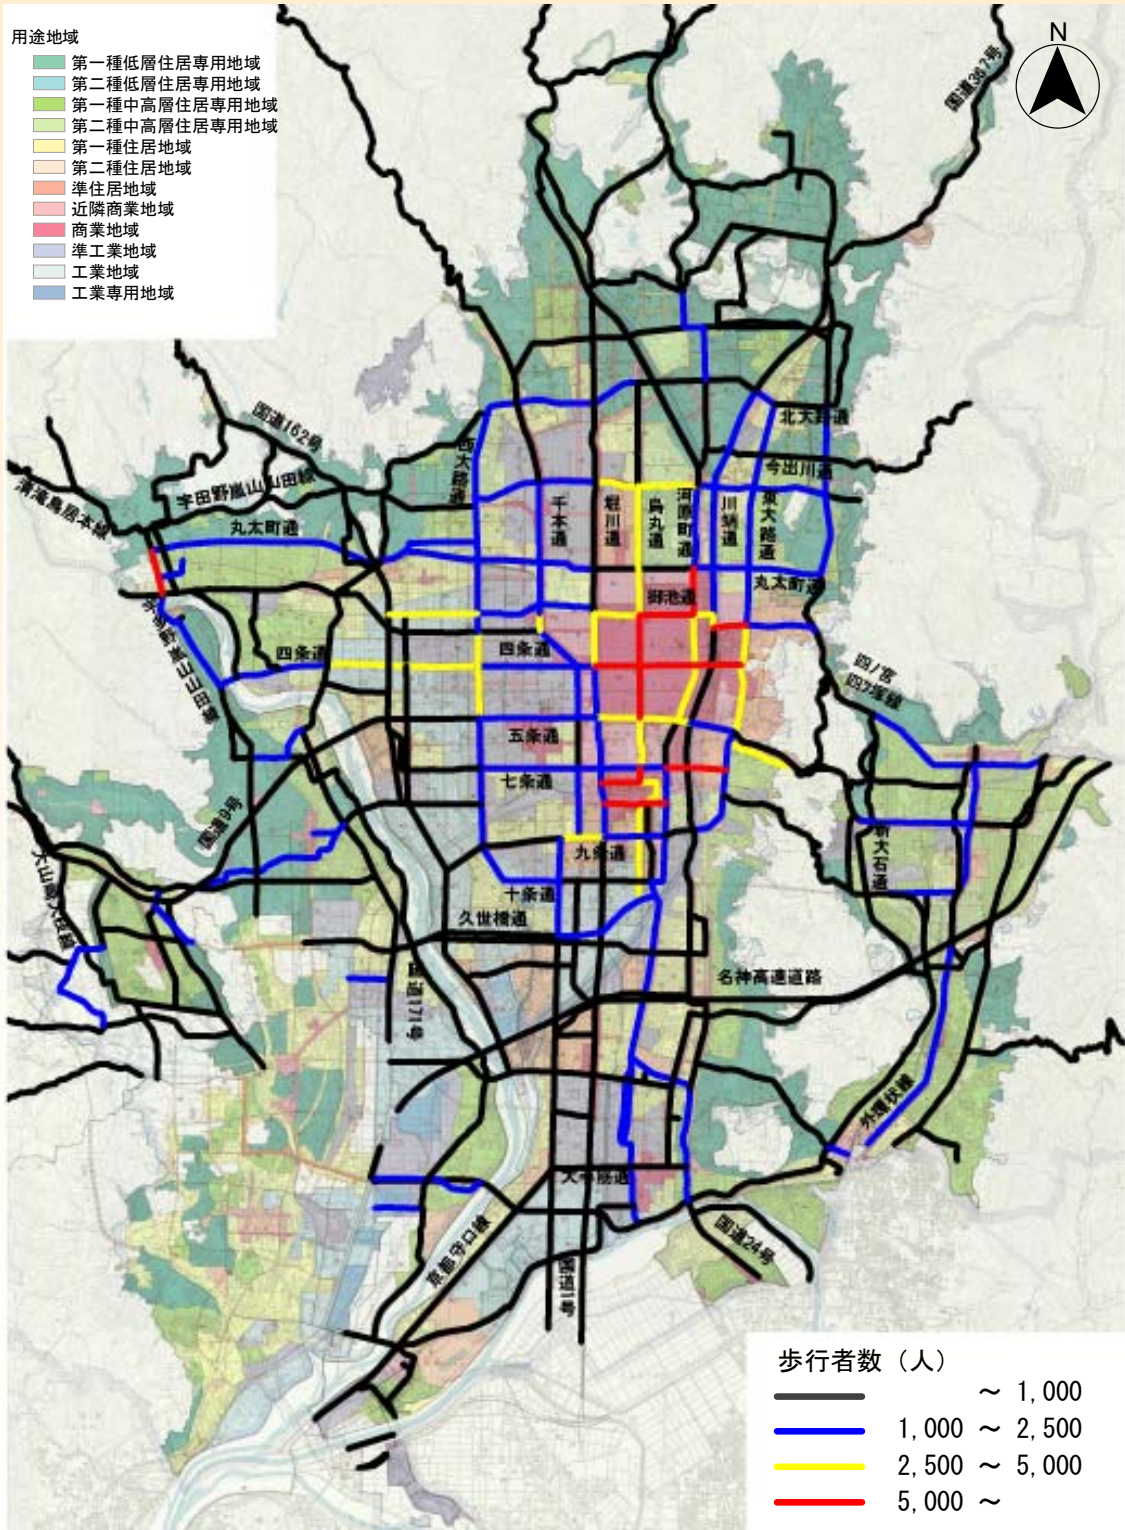 用途地域
第一種低層住居専用地域
第二種低層住居専用地域
第一種中高層住居専用地域
第二種中高層住居専用地域
第一種住居地域
第二種住居地域
準住居地域
近隣商業地域
商業地域
準工業地域
工業地域
工業専用地域
N
国道367号
国道162号
宇田野嵐山山田線
清滝鳥居本線
丸太町通
西大路通
北大路通
今出川通
千本通
堀川通
烏丸通
河原町通
川端通
東大路通
丸太町通
御池通
四条通
四条通
四ノ宮
四ツ塚線
五条通
七条通
国道9号
九条通
十条通
久世橋通
新大石通
大山崎大枝線
国道171号
名神高速道路
外環状線
大手筋通
京都守口線
国道1号
国道24号
歩行者数（人）
～ 1,000
1,000 ～ 2,500
2,500 ～ 5,000
5,000 ～